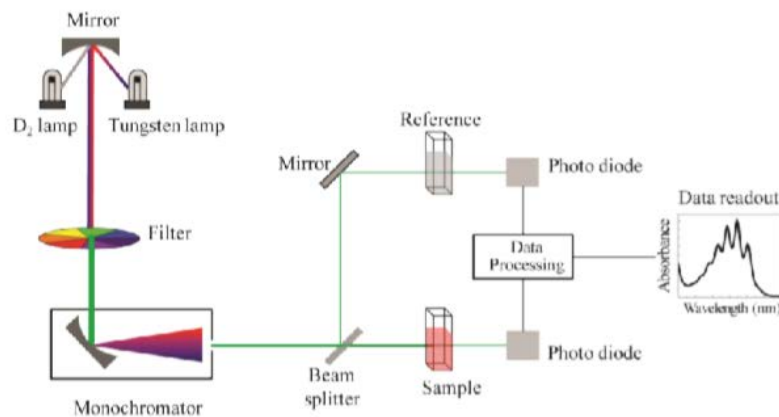 Mirror
D₂ lamp
Tungsten lamp
Filter
Monochromator
Mirror
Reference
Photo diode
Data
Processing
Data readout
Absorbance
Wavelength (nm)
Beam
splitter
Sample
Photo diode